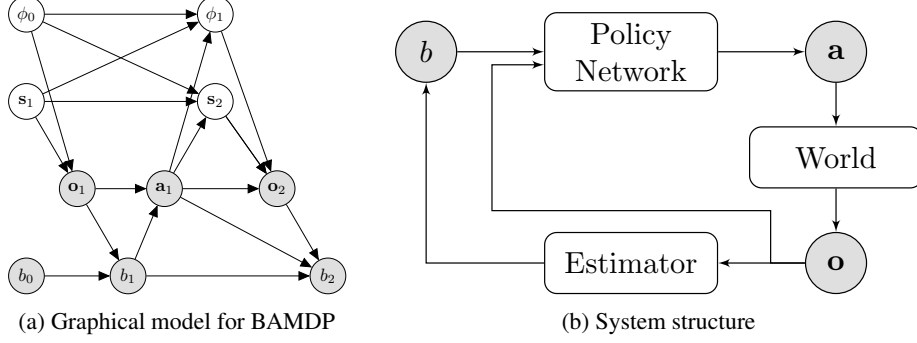 ϕ₀
ϕ₁
s₁
s₂
o₁
a₁
o₂
b₀
b₁
b₂
(a) Graphical model for BAMDP
b
Policy
Network
a
World
Estimator
o
(b) System structure